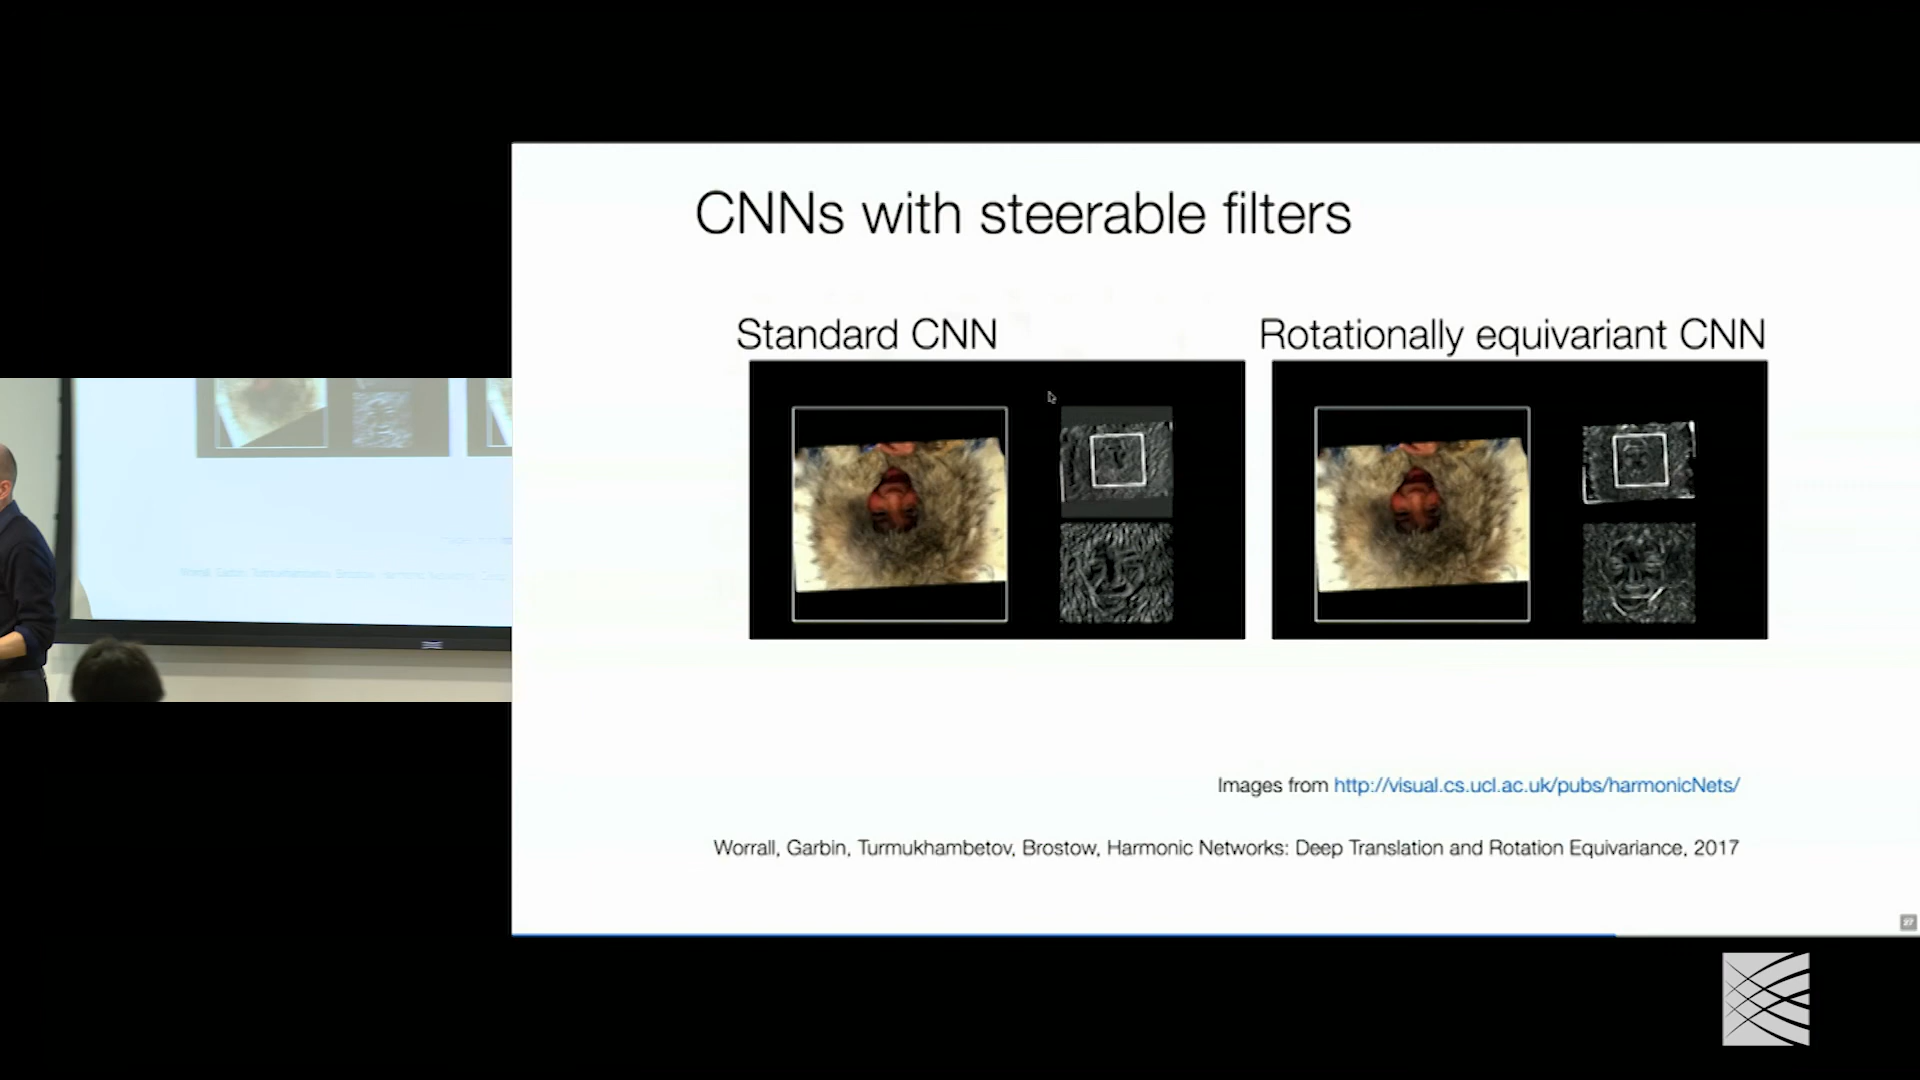 CNNs with steerable filters
Standard CNN
Rotationally equivariant CNN
Images from http://visual.cs.ucl.ac.uk/pubs/harmonicNets/
Worrall, Garbin, Turmukhambetov, Brostow, Harmonic Networks: Deep Translation and Rotation Equivariance, 2017
27